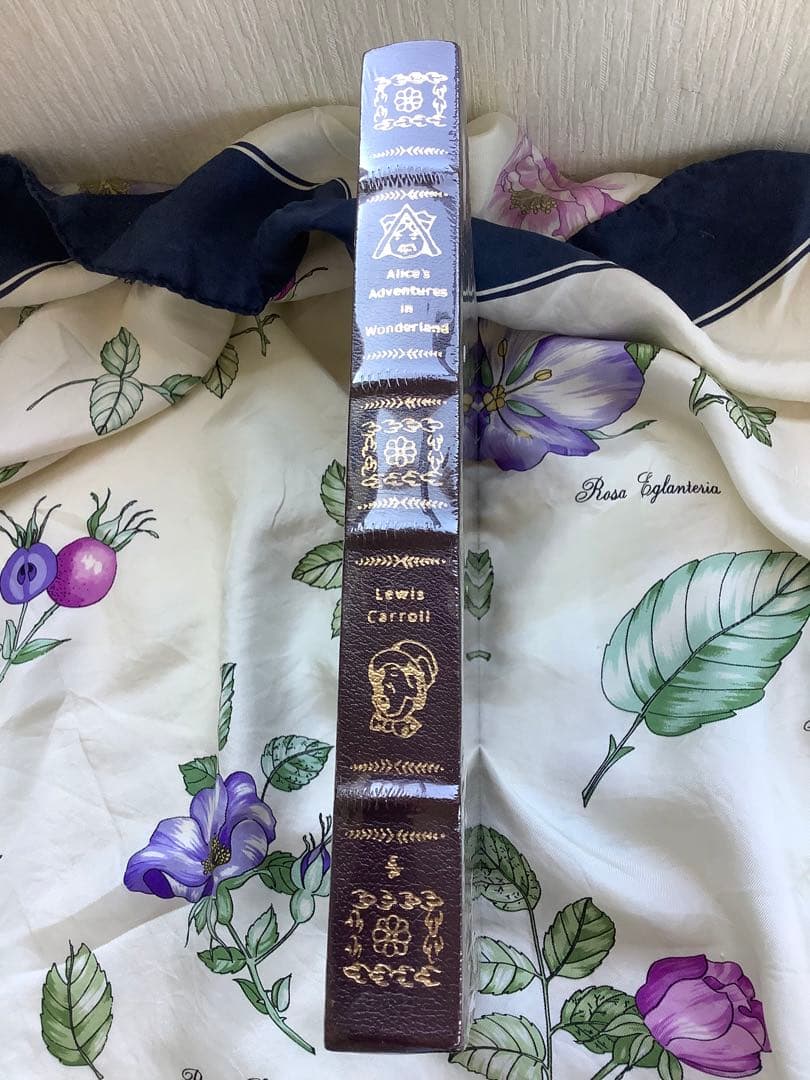 Alice's
Adventures
in
Wonderland
Lewis
Carroll
Rosa Eglanteria